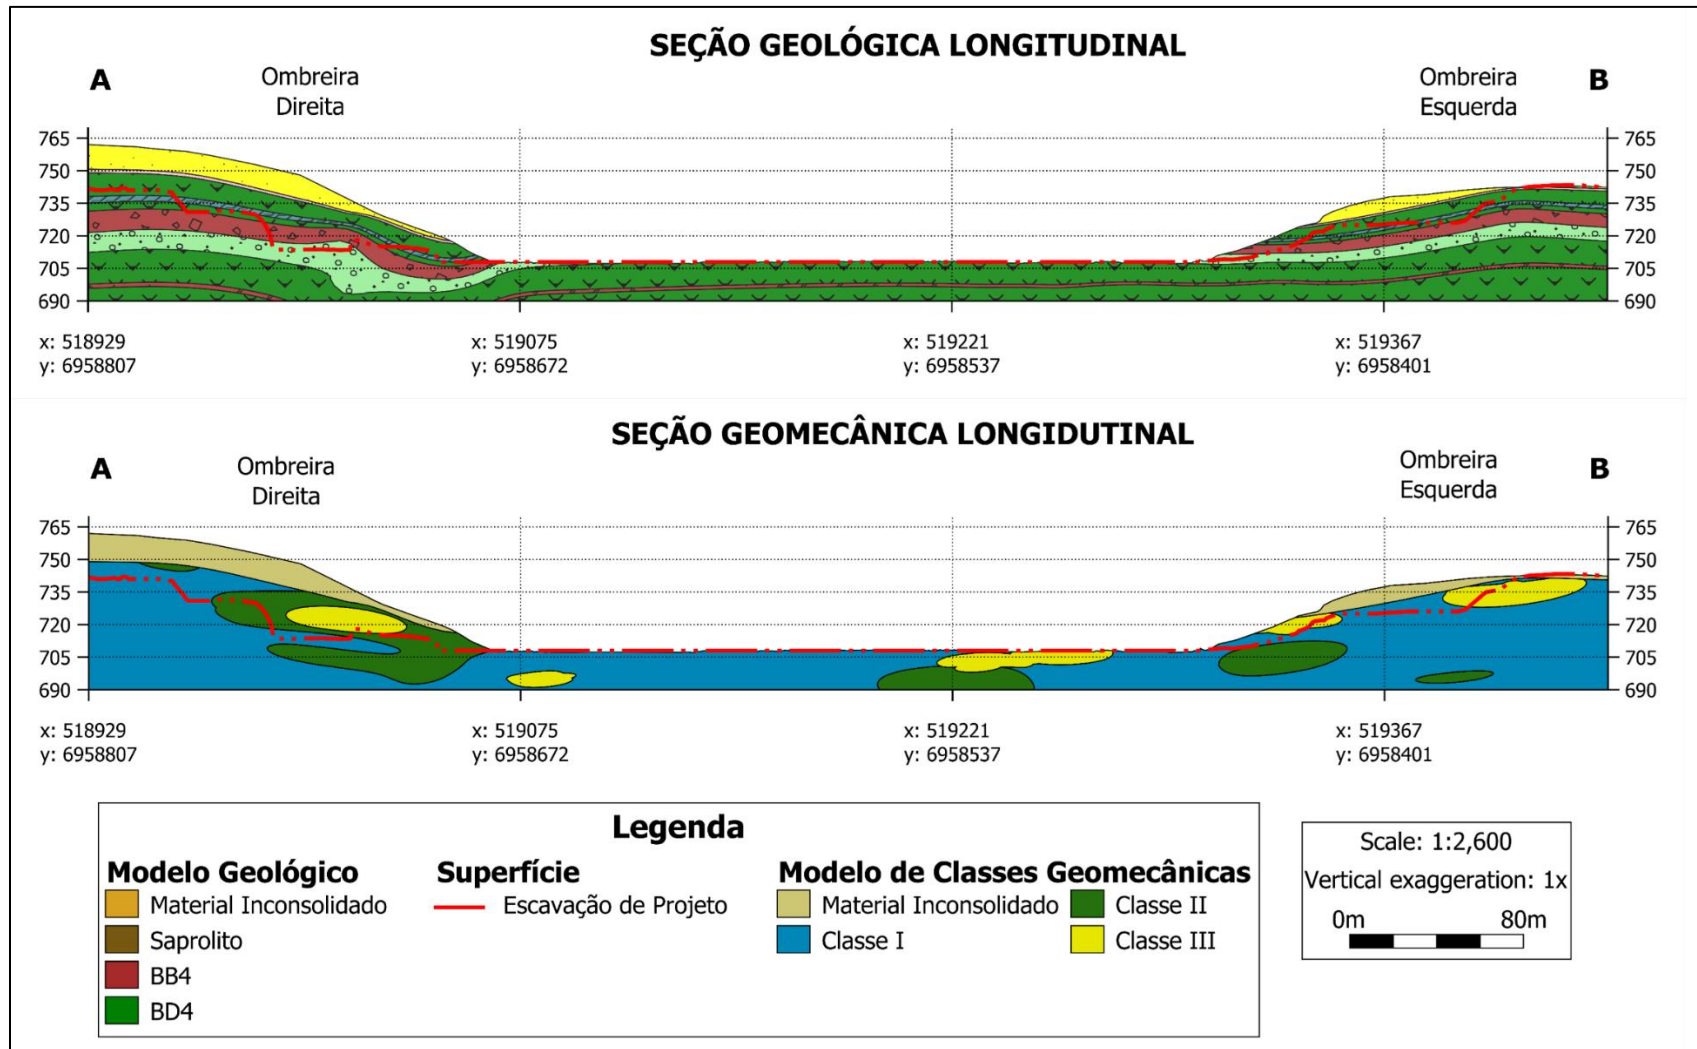 SEÇÃO GEOLÓGICA LONGITUDINAL
A
Ombreira
Direita
Ombreira
Esquerda
B
765
750
735
720
705
690
765
750
735
720
705
690
x: 518929
y: 6958807
x: 519075
y: 6958672
x: 519221
y: 6958537
x: 519367
y: 6958401
SEÇÃO GEOMECÂNICA LONGIDUTINAL
A
Ombreira
Direita
Ombreira
Esquerda
B
765
750
735
720
705
690
765
750
735
720
705
690
x: 518929
y: 6958807
x: 519075
y: 6958672
x: 519221
y: 6958537
x: 519367
y: 6958401
Legenda
Modelo Geológico
Material Inconsolidado
Saprolito
BB4
BD4
Superfície
Escavação de Projeto
Modelo de Classes Geomecânicas
Material Inconsolidado
Classe I
Classe II
Classe III
Scale: 1:2,600
Vertical exaggeration: 1x
0m 80m